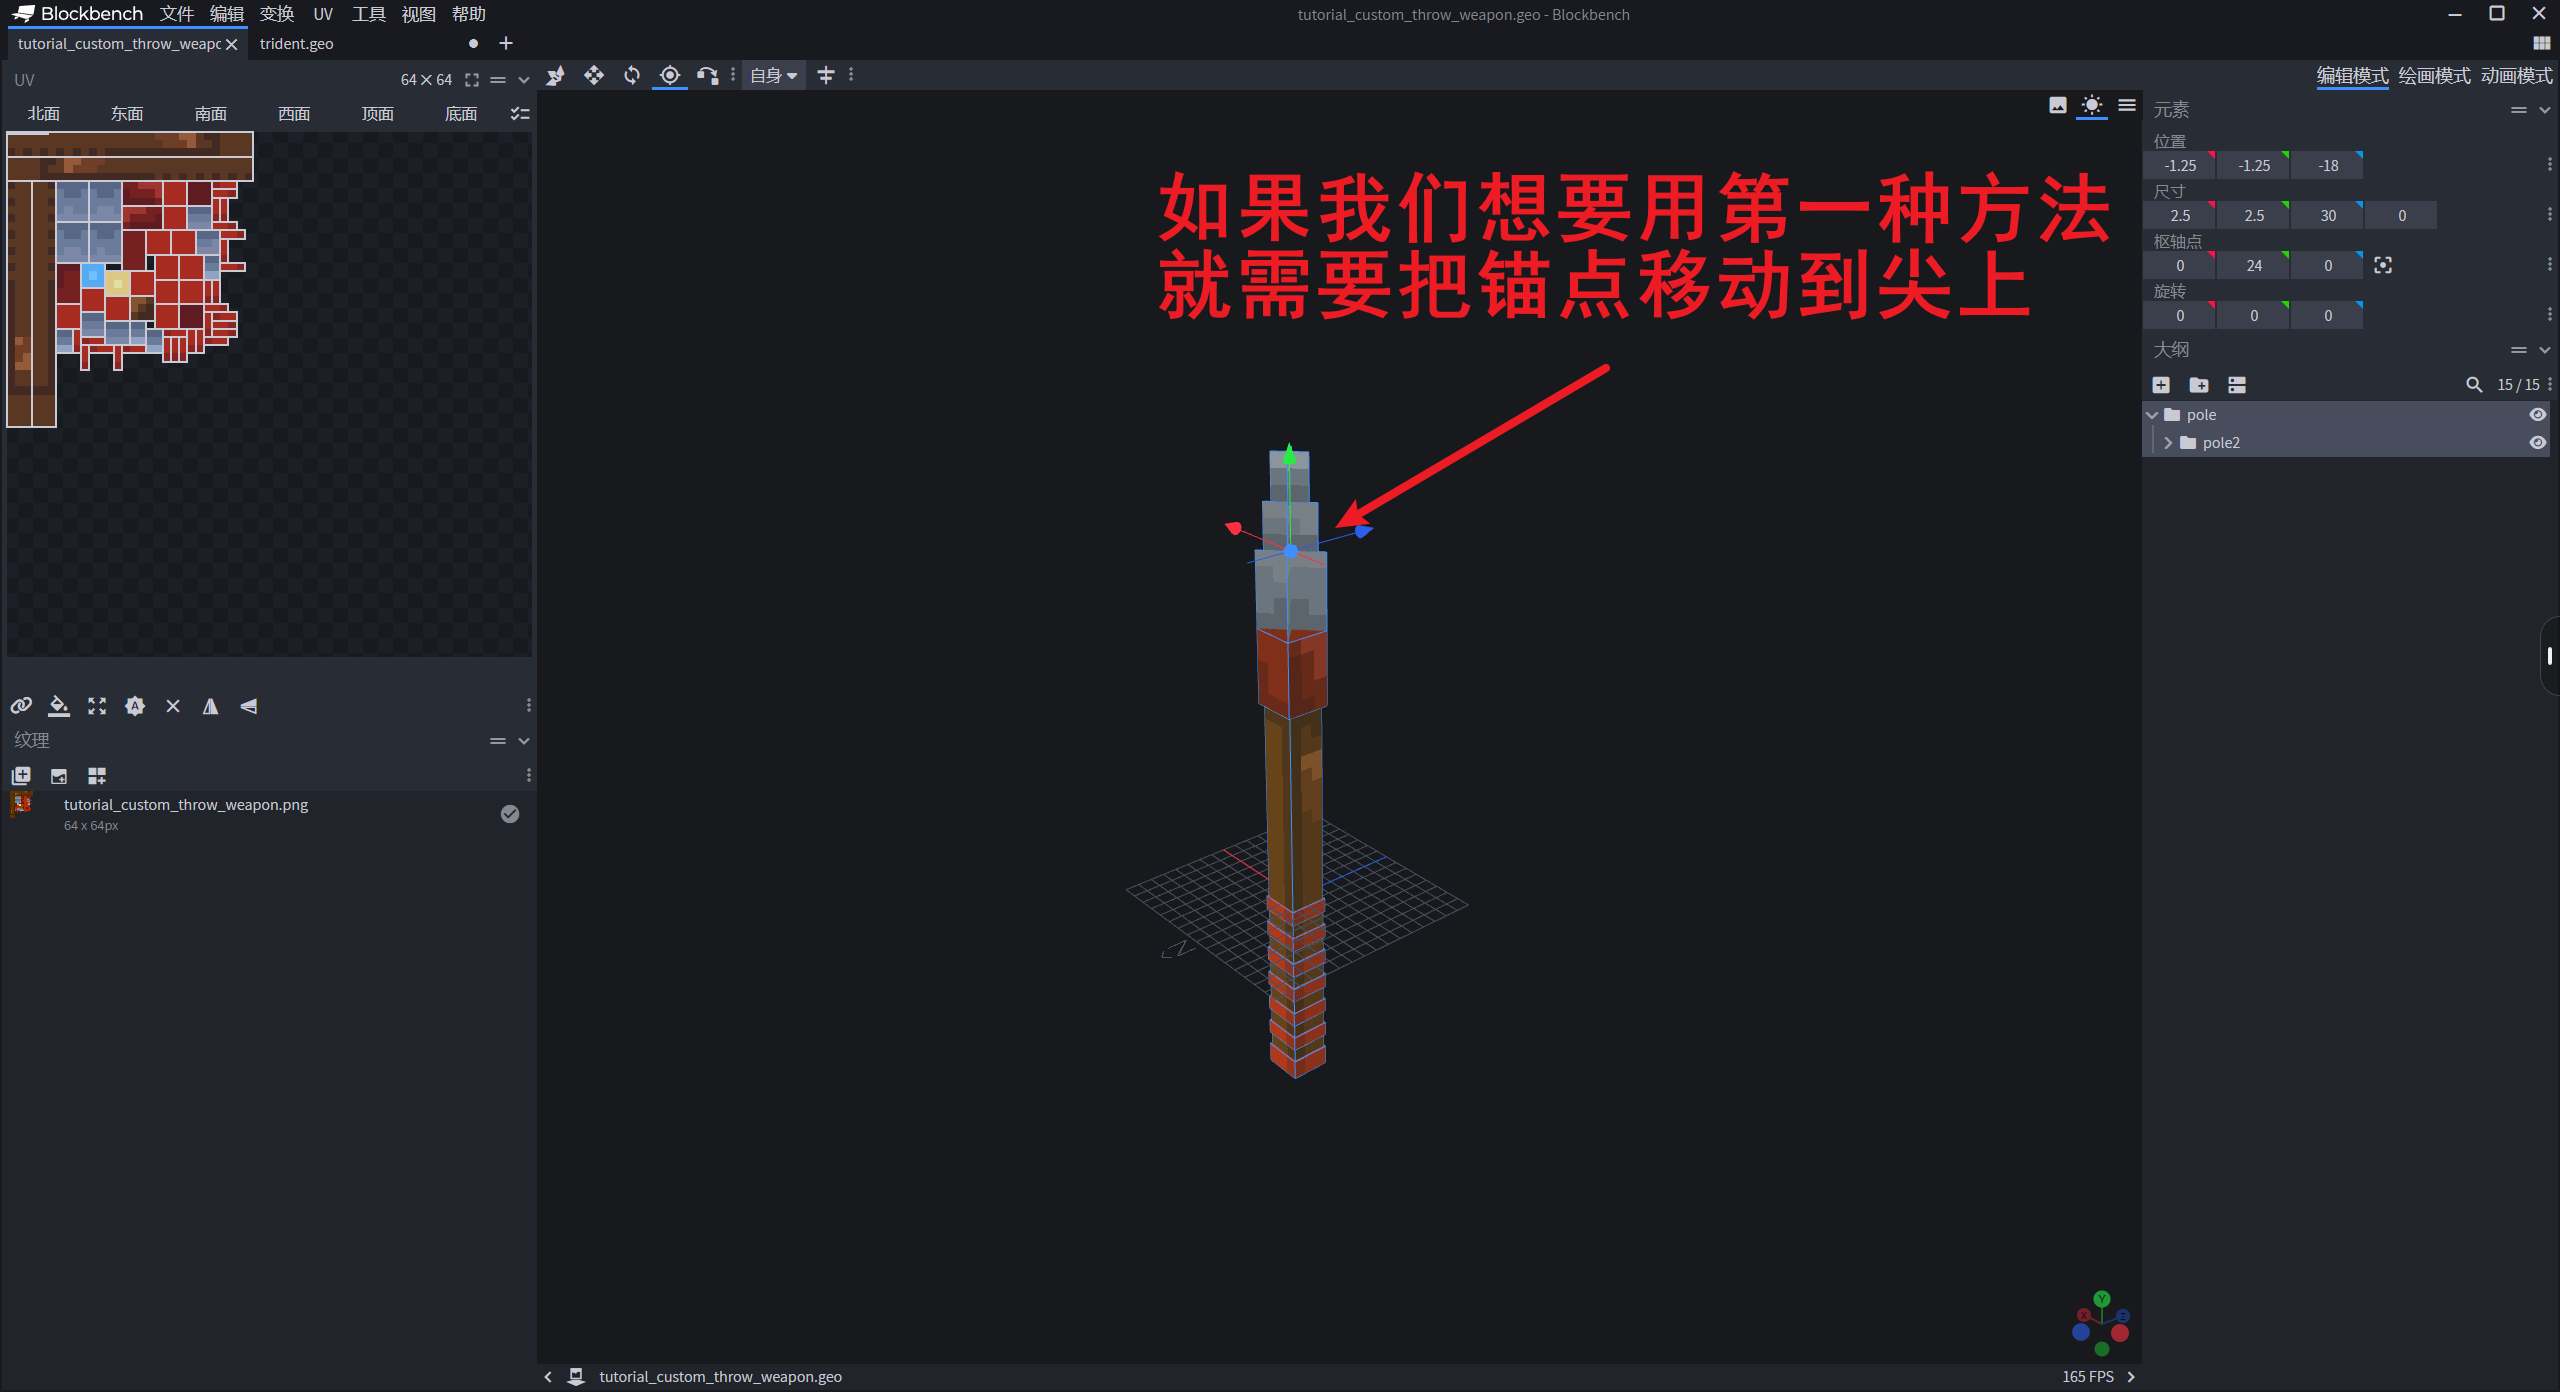 Blockbench 文件 编辑 变换 UV 工具 视图 帮助
tutorial_custom_throw_weapon.geo - Blockbench
tutorial_custom_throw_weapc
trident.geo
UV
64×64
北面 东面 南面 西面 顶面 底面
自身
编辑模式 绘画模式 动画模式
如果我们想要用第一种方法
就需要把锚点移动到尖上
元素
位置
-1.25 -1.25 -18
尺寸
2.5 2.5 30 0
枢轴点
0 24 0
旋转
0 0 0
大纲
15 / 15
pole
pole2
纹理
tutorial_custom_throw_weapon.png
64 x 64px
Y
X
Z
tutorial_custom_throw_weapon.geo
165 FPS